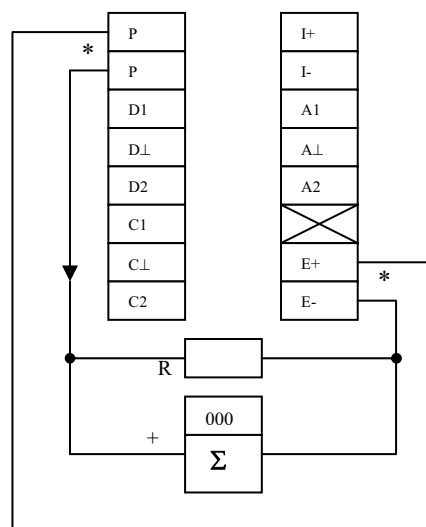 P
* P
D1
D⊥
D2
C1
C⊥
C2
I+
I-
A1
A⊥
A2
E+
*
E-
R
000
+
Σ